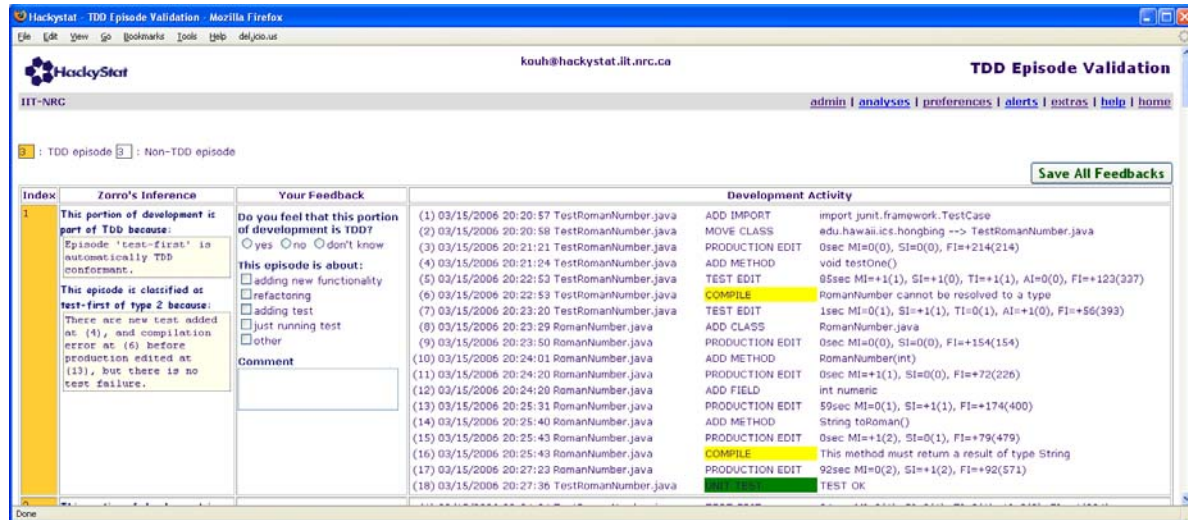 Hackystat - TDD Episode Validation - Mozilla Firefox
File Edit View Go Bookmarks Tools Help del.icio.us
HackyStat
kouh@hackystat.iit.nrc.ca
TDD Episode Validation
IIT-NRC
admin | analyses | preferences | alerts | extras | help | home
3 : TDD episode 3 : Non-TDD episode
Save All Feedbacks
Index Zorro's Inference Your Feedback Development Activity
1
This portion of development is
part of TDD because:
Episode 'test-first' is
automatically TDD
conformant.
This episode is classified as
test-first of type 2 because:
There are new test added
at (4), and compilation
error at (6) before
production edited at
(13), but there is no
test failure.
Do you feel that this portion
of development is TDD?
yes no don't know
This episode is about:
adding new functionality
refactoring
adding test
just running test
other
Comment
(1) 03/15/2006 20:20:57 TestRomanNumber.java ADD IMPORT import junit.framework.TestCase
(2) 03/15/2006 20:20:58 TestRomanNumber.java MOVE CLASS edu.hawaii.ics.hongbing --> TestRomanNumber.java
(3) 03/15/2006 20:21:21 TestRomanNumber.java PRODUCTION EDIT 0sec MI=0(0), SI=0(0), FI=+214(214)
(4) 03/15/2006 20:21:24 TestRomanNumber.java ADD METHOD void testOne()
(5) 03/15/2006 20:22:53 TestRomanNumber.java TEST EDIT 85sec MI=+1(1), SI=+1(0), TI=+1(1), AI=0(0), FI=+123(337)
(6) 03/15/2006 20:22:53 TestRomanNumber.java COMPILE RomanNumber cannot be resolved to a type
(7) 03/15/2006 20:23:20 TestRomanNumber.java TEST EDIT 1sec MI=0(1), SI=+1(1), TI=0(1), AI=+1(0), FI=+56(393)
(8) 03/15/2006 20:23:29 RomanNumber.java ADD CLASS RomanNumber.java
(9) 03/15/2006 20:23:50 RomanNumber.java PRODUCTION EDIT 0sec MI=0(0), SI=0(0), FI=+154(154)
(10) 03/15/2006 20:24:01 RomanNumber.java ADD METHOD RomanNumber(int)
(11) 03/15/2006 20:24:20 RomanNumber.java PRODUCTION EDIT 0sec MI=+1(1), SI=0(0), FI=+72(226)
(12) 03/15/2006 20:24:20 RomanNumber.java ADD FIELD int numeric
(13) 03/15/2006 20:25:31 RomanNumber.java PRODUCTION EDIT 59sec MI=0(1), SI=+1(1), FI=+174(400)
(14) 03/15/2006 20:25:40 RomanNumber.java ADD METHOD String toRoman()
(15) 03/15/2006 20:25:43 RomanNumber.java PRODUCTION EDIT 0sec MI=+1(2), SI=0(1), FI=+79(479)
(16) 03/15/2006 20:25:43 RomanNumber.java COMPILE This method must return a result of type String
(17) 03/15/2006 20:27:23 RomanNumber.java PRODUCTION EDIT 92sec MI=0(2), SI=+1(2), FI=+92(571)
(18) 03/15/2006 20:27:36 TestRomanNumber.java UNIT TEST TEST OK
Done